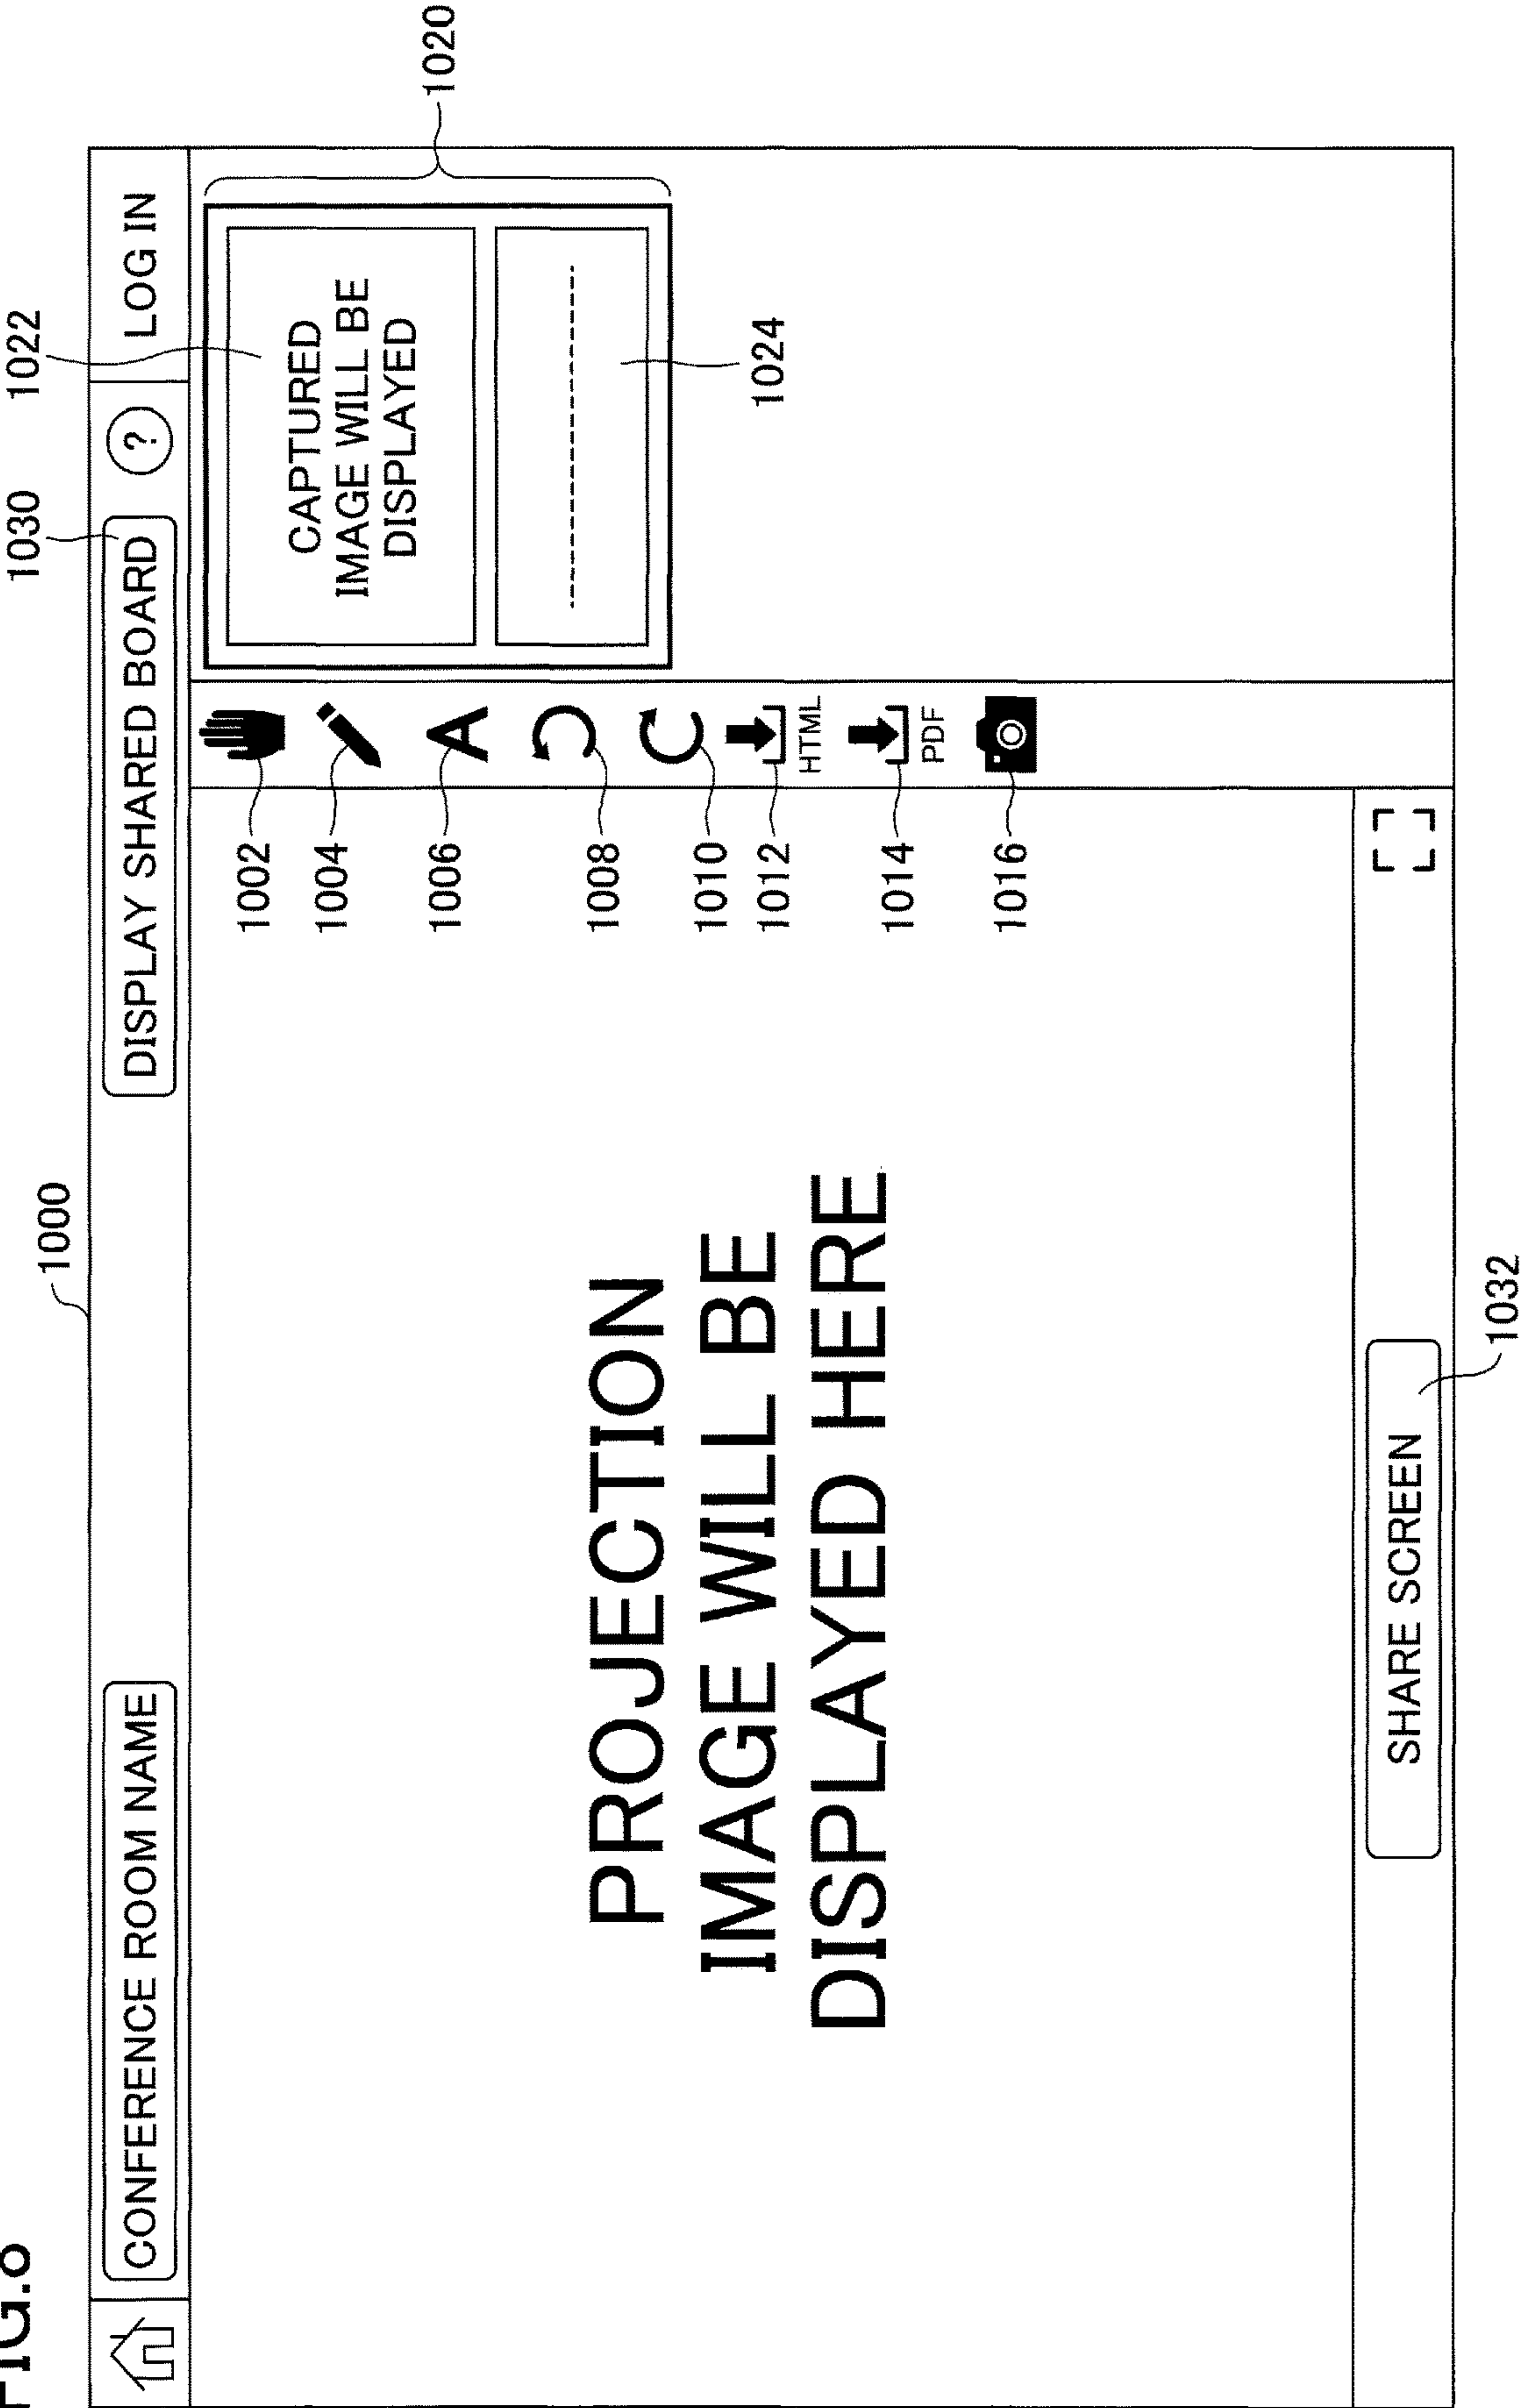 FIG.8
1000
1030
1022
CONFERENCE ROOM NAME
DISPLAY SHARED BOARD
?
LOG IN
1020
1002
1004
A
1006
1008
1010
1012
HTML
1014
PDF
1016
CAPTURED
IMAGE WILL BE
DISPLAYED
1024
PROJECTION
IMAGE WILL BE
DISPLAYED HERE
SHARE SCREEN
1032